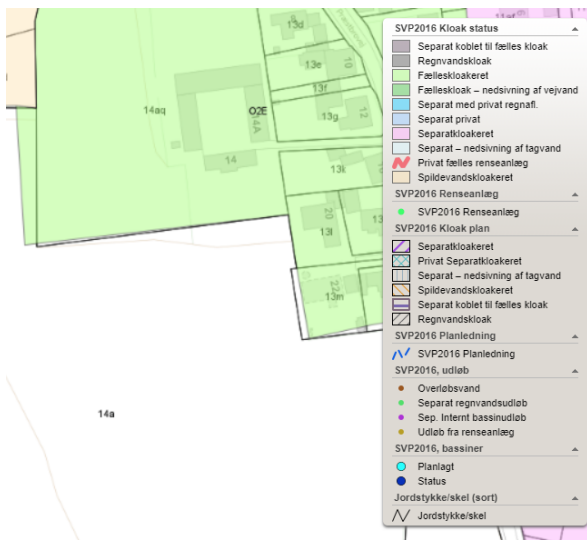 13d
13e
10
13f
14aq
O2E
14A
13g
12
14
13k
20
13l
22
13m
14a
SVP2016 Kloak status
Separat koblet til fælles kloak
Regnvandskloak
Fælleskloakeret
Fælleskloak – nedsivning af vejvand
Separat med privat regnafl.
Separat privat
Separatkloakeret
Separat – nedsivning af tagvand
Privat fælles renseanlæg
Spildevandskloakeret
SVP2016 Renseanlæg
SVP2016 Renseanlæg
SVP2016 Kloak plan
Separatkloakeret
Privat Separatkloakeret
Separat – nedsivning af tagvand
Spildevandskloakeret
Separat koblet til fælles kloak
Regnvandskloak
SVP2016 Planledning
SVP2016 Planledning
SVP2016, udløb
Overløbsvand
Separat regnvandsudløb
Sep. Internt bassinudløb
Udløb fra renseanlæg
SVP2016, bassiner
Planlagt
Status
Jordstykke/skel (sort)
Jordstykke/skel